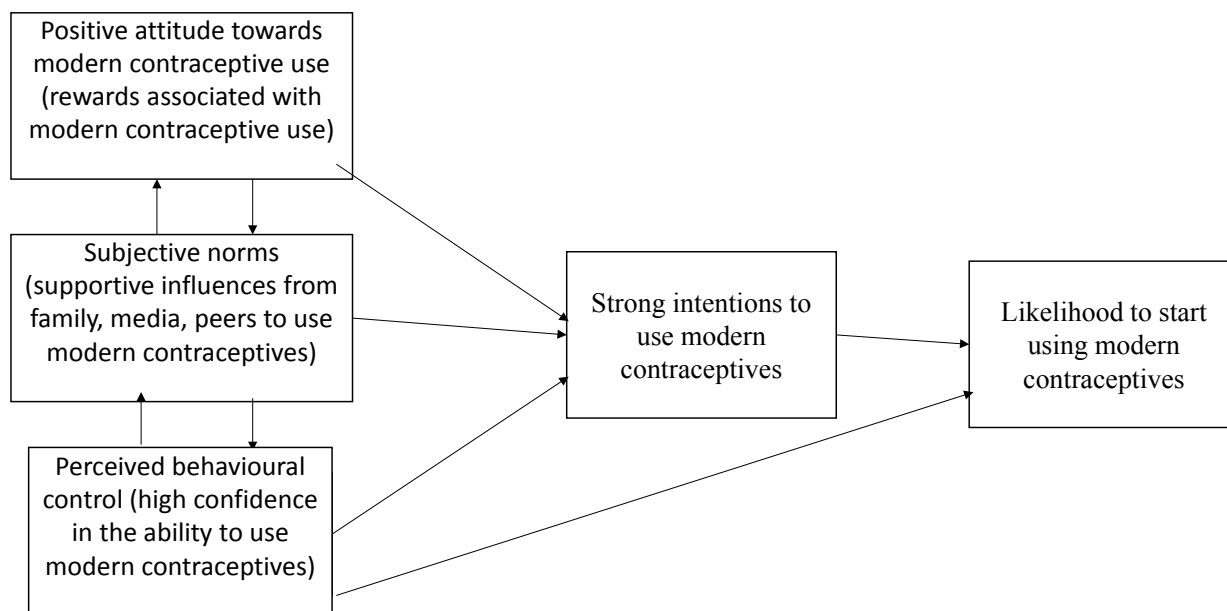 Positive attitude towards
modern contraceptive use
(rewards associated with
modern contraceptive use)
Subjective norms
(supportive influences from
family, media, peers to use
modern contraceptives)
Perceived behavioural
control (high confidence
in the ability to use
modern contraceptives)
Strong intentions to
use modern
contraceptives
Likelihood to start
using modern
contraceptives